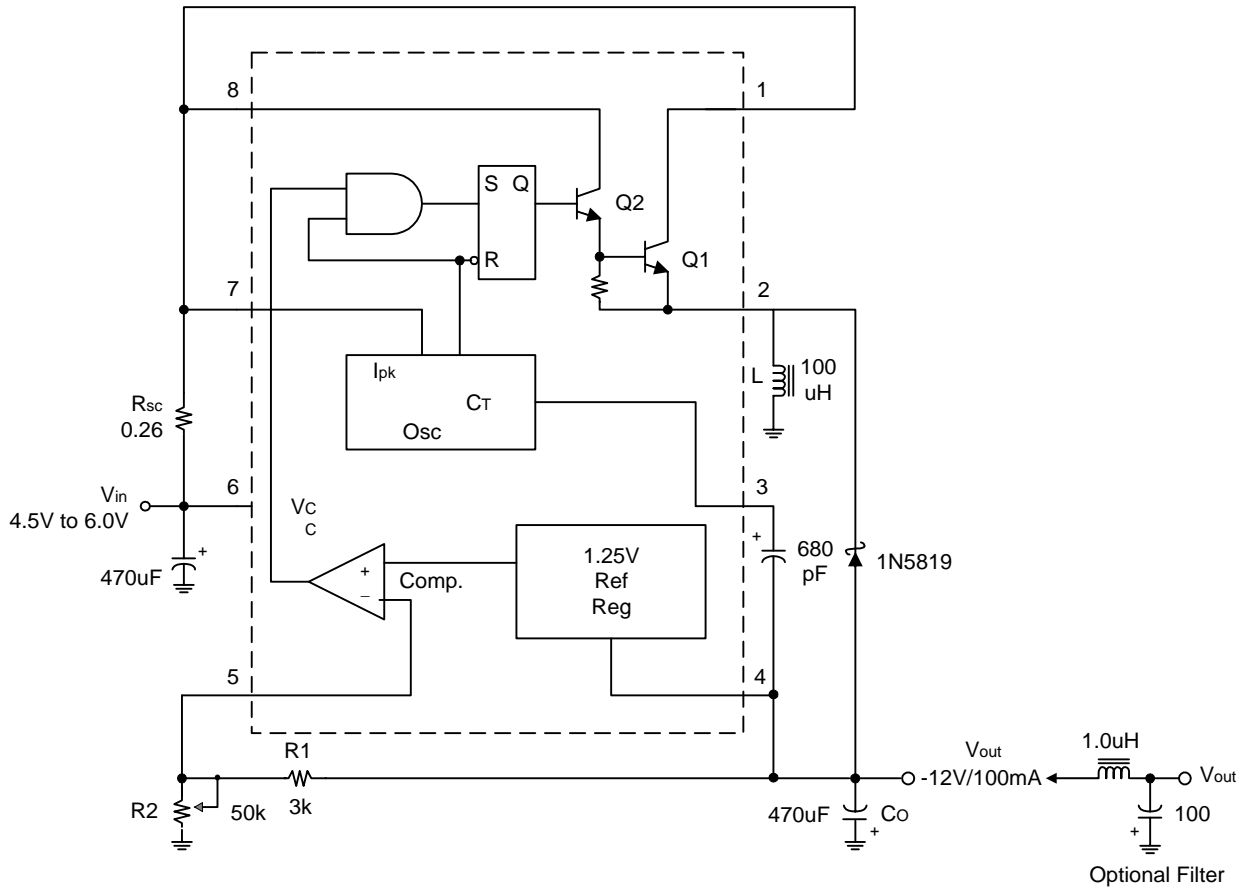 8
1
S Q
Q2
R
Q1
7
2
Ipk
CT
Osc
L 100
uH
Rsc
0.26
Vin
4.5V to 6.0V
6
3
VC
C
+
470uF
+
–
Comp.
1.25V
Ref
Reg
+
680
pF
1N5819
5
4
R1
3k
R2
50k
Vout
-12V/100mA
1.0uH
Vout
470uF
CO
+
100
+
Optional Filter